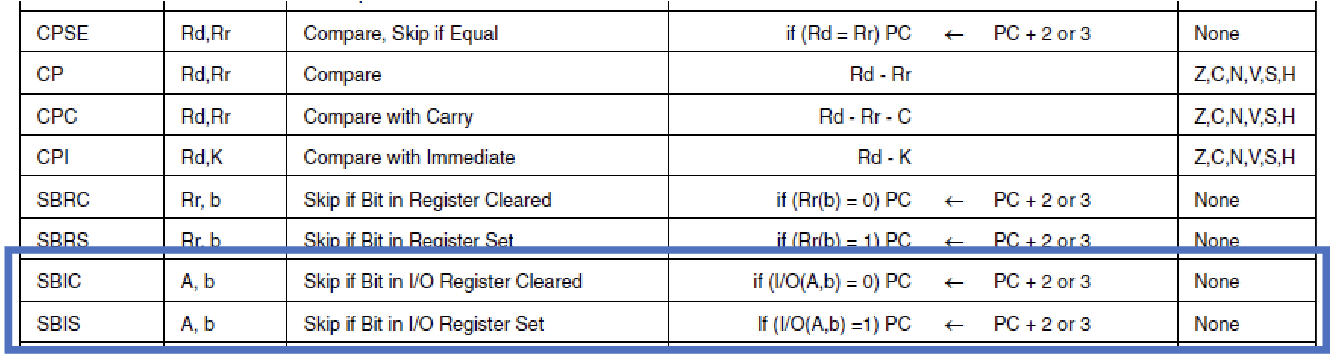 CPSE Rd,Rr Compare, Skip if Equal if (Rd = Rr) PC ← PC + 2 or 3 None
CP Rd,Rr Compare Rd - Rr Z,C,N,V,S,H
CPC Rd,Rr Compare with Carry Rd - Rr - C Z,C,N,V,S,H
CPI Rd,K Compare with Immediate Rd - K Z,C,N,V,S,H
SBRC Rr, b Skip if Bit in Register Cleared if (Rr(b) = 0) PC ← PC + 2 or 3 None
SBRS Rr, b Skip if Bit in Register Set if (Rr(b) = 1) PC ← PC + 2 or 3 None
SBIC A, b Skip if Bit in I/O Register Cleared if (I/O(A,b) = 0) PC ← PC + 2 or 3 None
SBIS A, b Skip if Bit in I/O Register Set If (I/O(A,b) =1) PC ← PC + 2 or 3 None